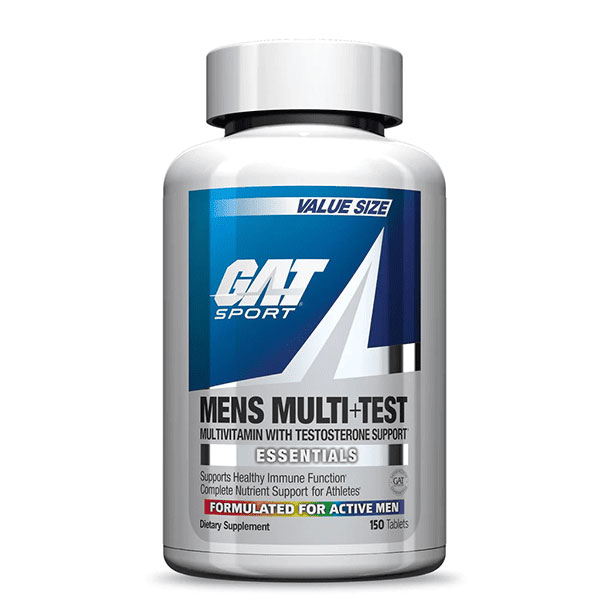 VALUE SIZE
GAT
SPORT
MENS MULTI+TEST
MULTIVITAMIN WITH TESTOSTERONE SUPPORT
ESSENTIALS
Supports Healthy Immune Function
Complete Nutrient Support for Athletes
GAT
FORMULATED FOR ACTIVE MEN
Dietary Supplement 150 Tablets